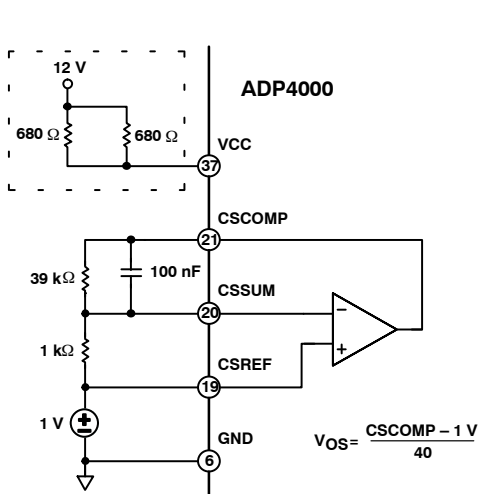 12 V
ADP4000
680 Ω
680 Ω
VCC
37
CSCOMP
21
39 kΩ
100 nF
CSSUM
20
−
1 kΩ
+
CSREF
19
1 V
GND
6
VOS= CSCOMP – 1 V
40